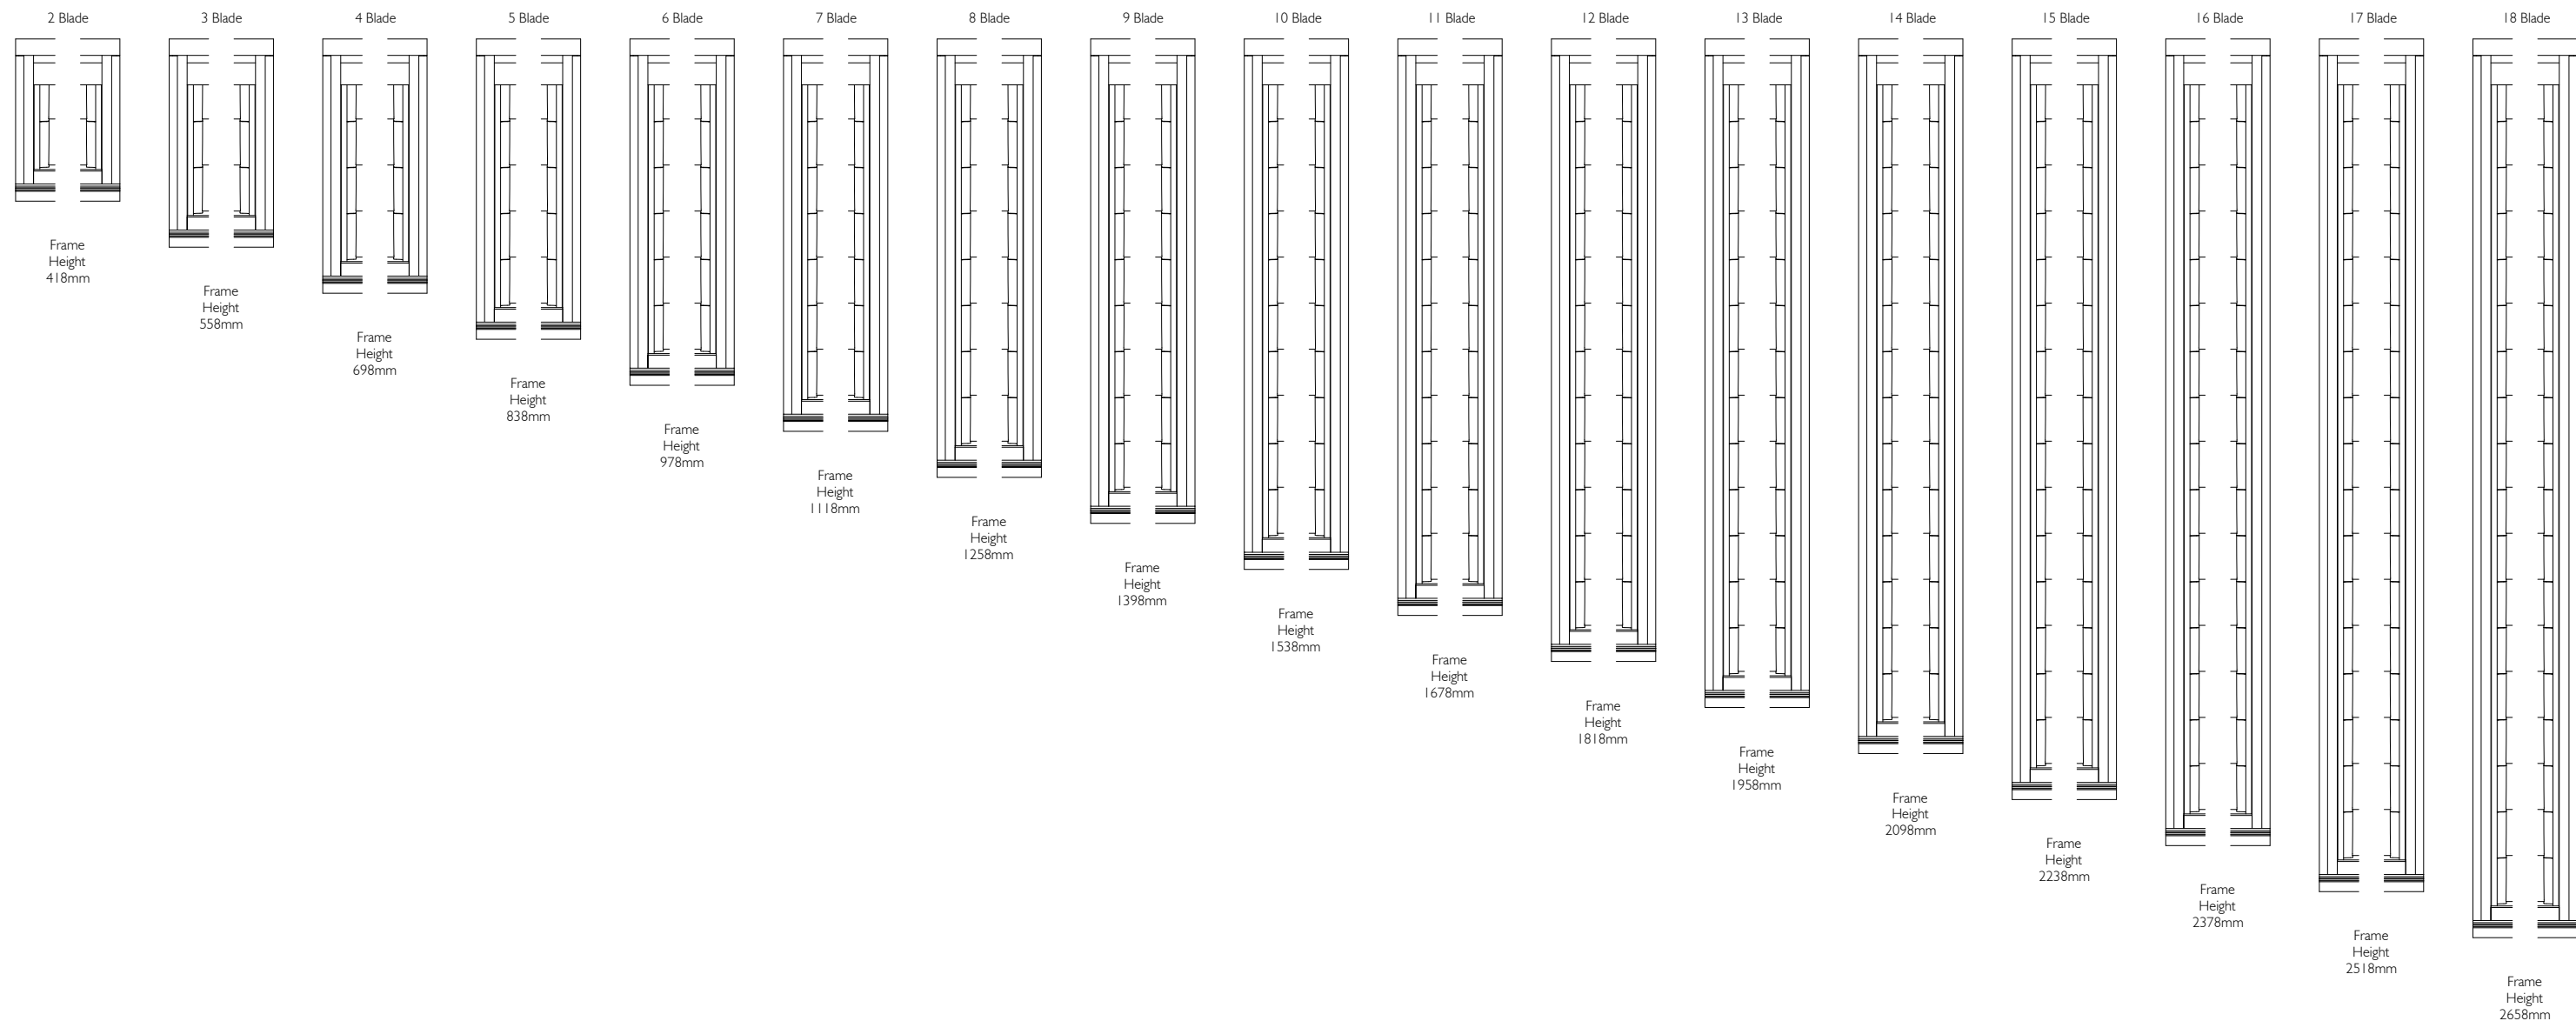 2 Blade
3 Blade
4 Blade
5 Blade
6 Blade
7 Blade
8 Blade
9 Blade
10 Blade
11 Blade
12 Blade
13 Blade
14 Blade
15 Blade
16 Blade
17 Blade
18 Blade
Frame
Height
418mm
Frame
Height
558mm
Frame
Height
698mm
Frame
Height
838mm
Frame
Height
978mm
Frame
Height
1118mm
Frame
Height
1258mm
Frame
Height
1398mm
Frame
Height
1538mm
Frame
Height
1678mm
Frame
Height
1818mm
Frame
Height
1958mm
Frame
Height
2098mm
Frame
Height
2238mm
Frame
Height
2378mm
Frame
Height
2518mm
Frame
Height
2658mm